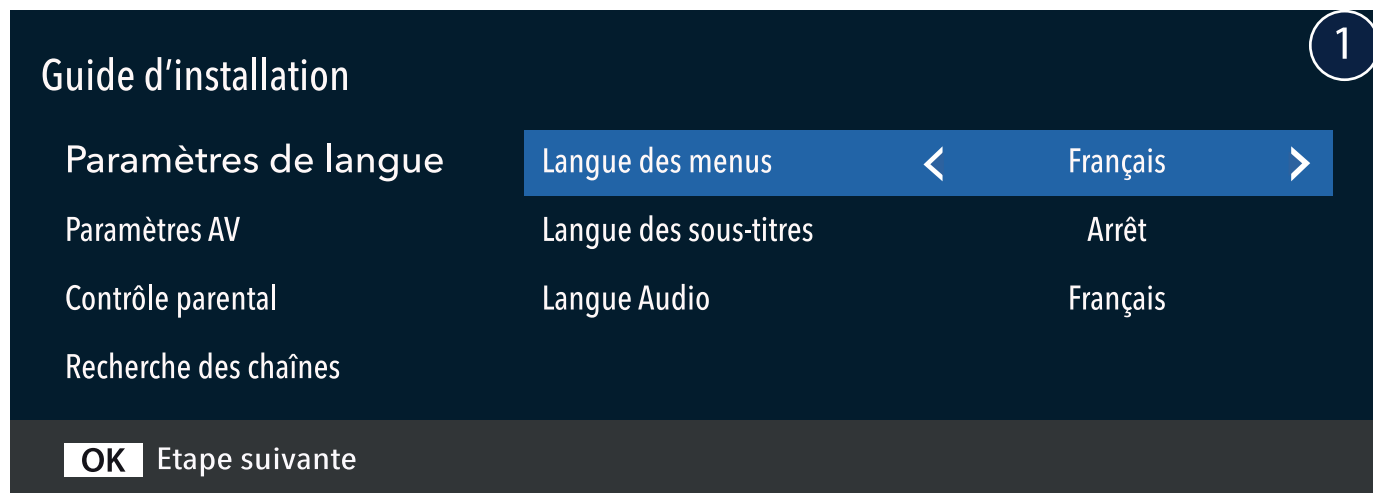 1
Guide d’installation
Paramètres de langue
Langue des menus < Français >
Paramètres AV
Langue des sous-titres Arrêt
Contrôle parental
Langue Audio Français
Recherche des chaînes
OK Etape suivante